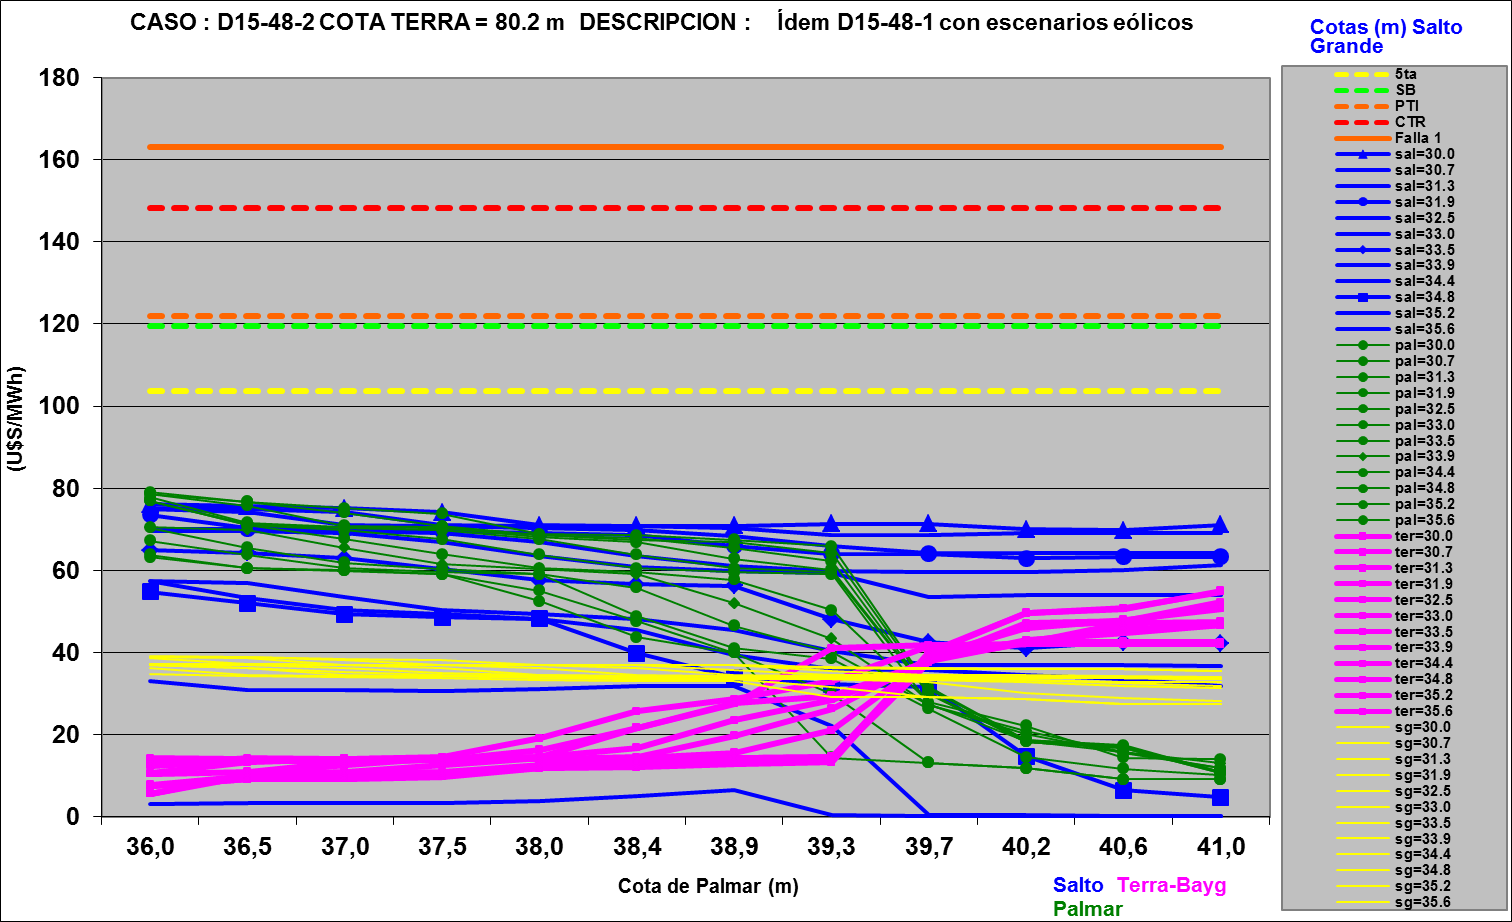 CASO : D15-48-2 COTA TERRA = 80.2 m DESCRIPCION : Ídem D15-48-1 con escenarios eólicos
Cotas (m) Salto
Grande
180
160
140
120
100
80
60
40
20
0
(U$S/MWh)
36,0 36,5 37,0 37,5 38,0 38,4 38,9 39,3 39,7 40,2 40,6 41,0
Cota de Palmar (m)
Salto Terra-Bayg
Palmar
5ta
SB
PTI
CTR
Falla 1
sal=30.0
sal=30.7
sal=31.3
sal=31.9
sal=32.5
sal=33.0
sal=33.5
sal=33.9
sal=34.4
sal=34.8
sal=35.2
sal=35.6
pal=30.0
pal=30.7
pal=31.3
pal=31.9
pal=32.5
pal=33.0
pal=33.5
pal=33.9
pal=34.4
pal=34.8
pal=35.2
pal=35.6
ter=30.0
ter=30.7
ter=31.3
ter=31.9
ter=32.5
ter=33.0
ter=33.5
ter=33.9
ter=34.4
ter=34.8
ter=35.2
ter=35.6
sg=30.0
sg=30.7
sg=31.3
sg=31.9
sg=32.5
sg=33.0
sg=33.5
sg=33.9
sg=34.4
sg=34.8
sg=35.2
sg=35.6